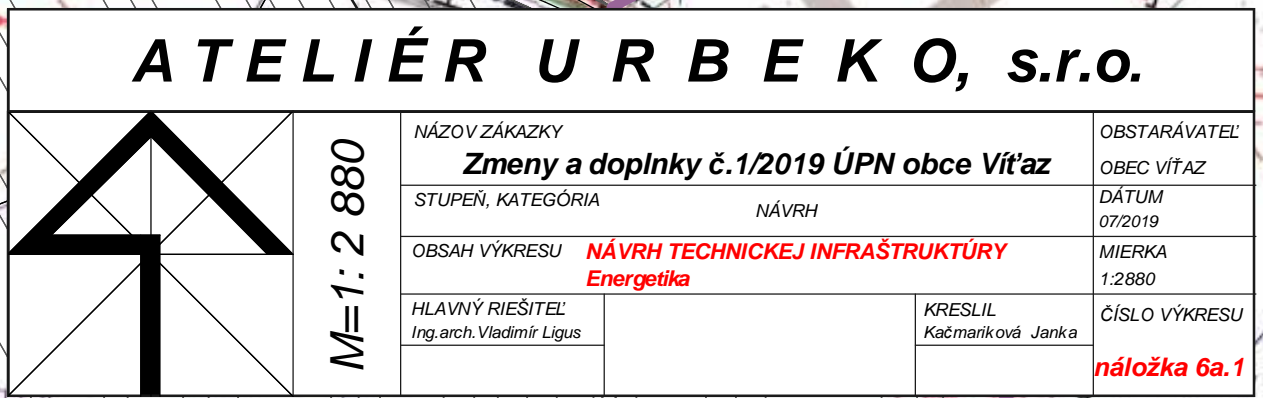 ATELIÉR URBEKO, s.r.o.
M=1: 2 880
NÁZOV ZÁKAZKY
Zmeny a doplnky č.1/2019 ÚPN obce Víťaz
OBSTARÁVATEĽ
OBEC VÍŤAZ
STUPEŇ, KATEGÓRIA NÁVRH
DÁTUM
07/2019
OBSAH VÝKRESU NÁVRH TECHNICKEJ INFRAŠTRUKTÚRY
Energetika
MIERKA
1:2880
HLAVNÝ RIEŠITEĽ
Ing.arch.Vladimír Ligus
KRESLIL
Kačmariková Janka
ČÍSLO VÝKRESU
náložka 6a.1